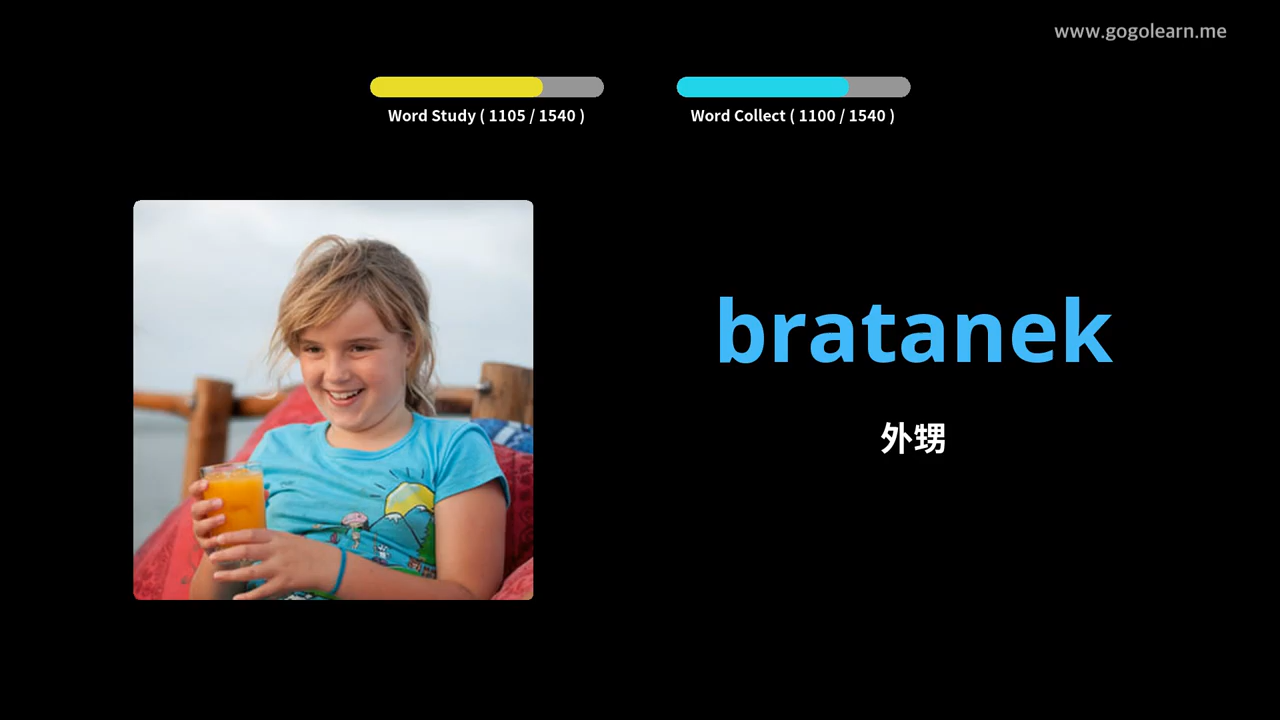 www.gogolearn.me
Word Study ( 1105 / 1540 )
Word Collect ( 1100 / 1540 )
bratanek
外甥